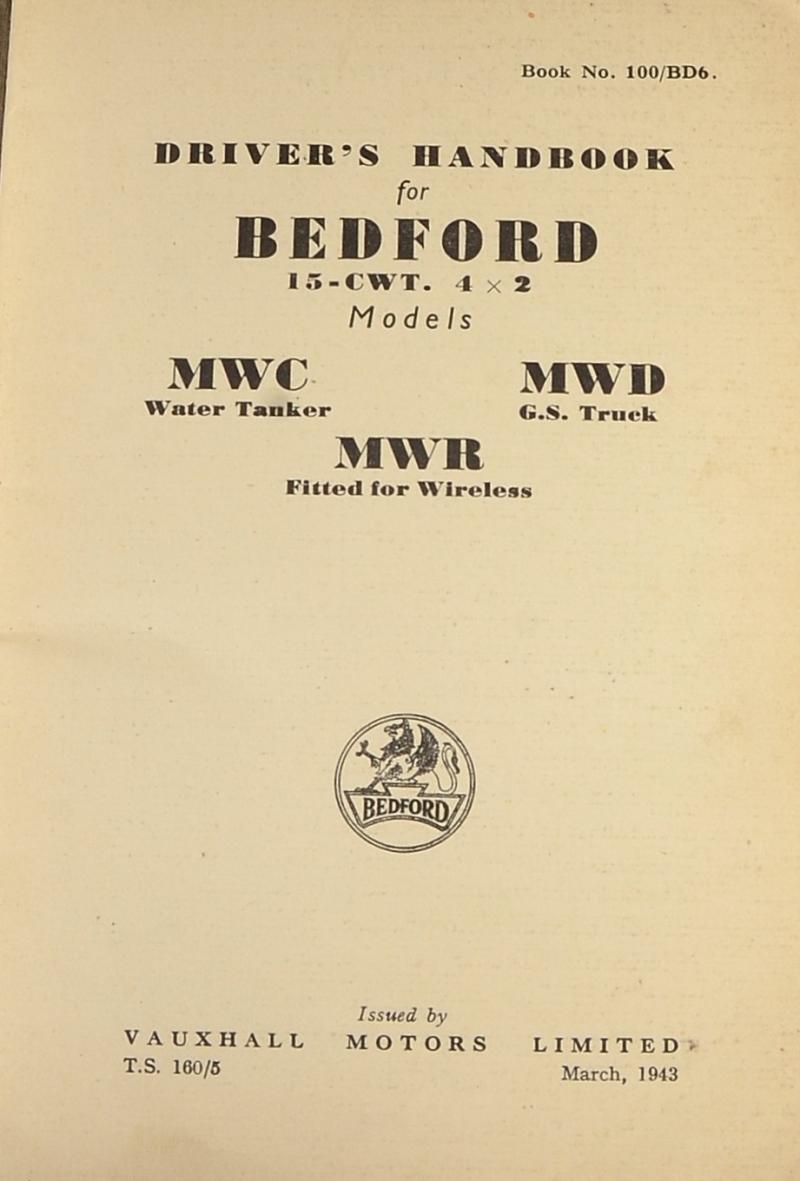 Book No. 100/BD6.
DRIVER'S HANDBOOK
for
BEDFORD
15-CWT. 4 × 2
Models
MWC MWD
Water Tanker G.S. Truck
MWR
Fitted for Wireless
BEDFORD
Issued by
VAUXHALL MOTORS LIMITED
T.S. 160/5 March, 1943